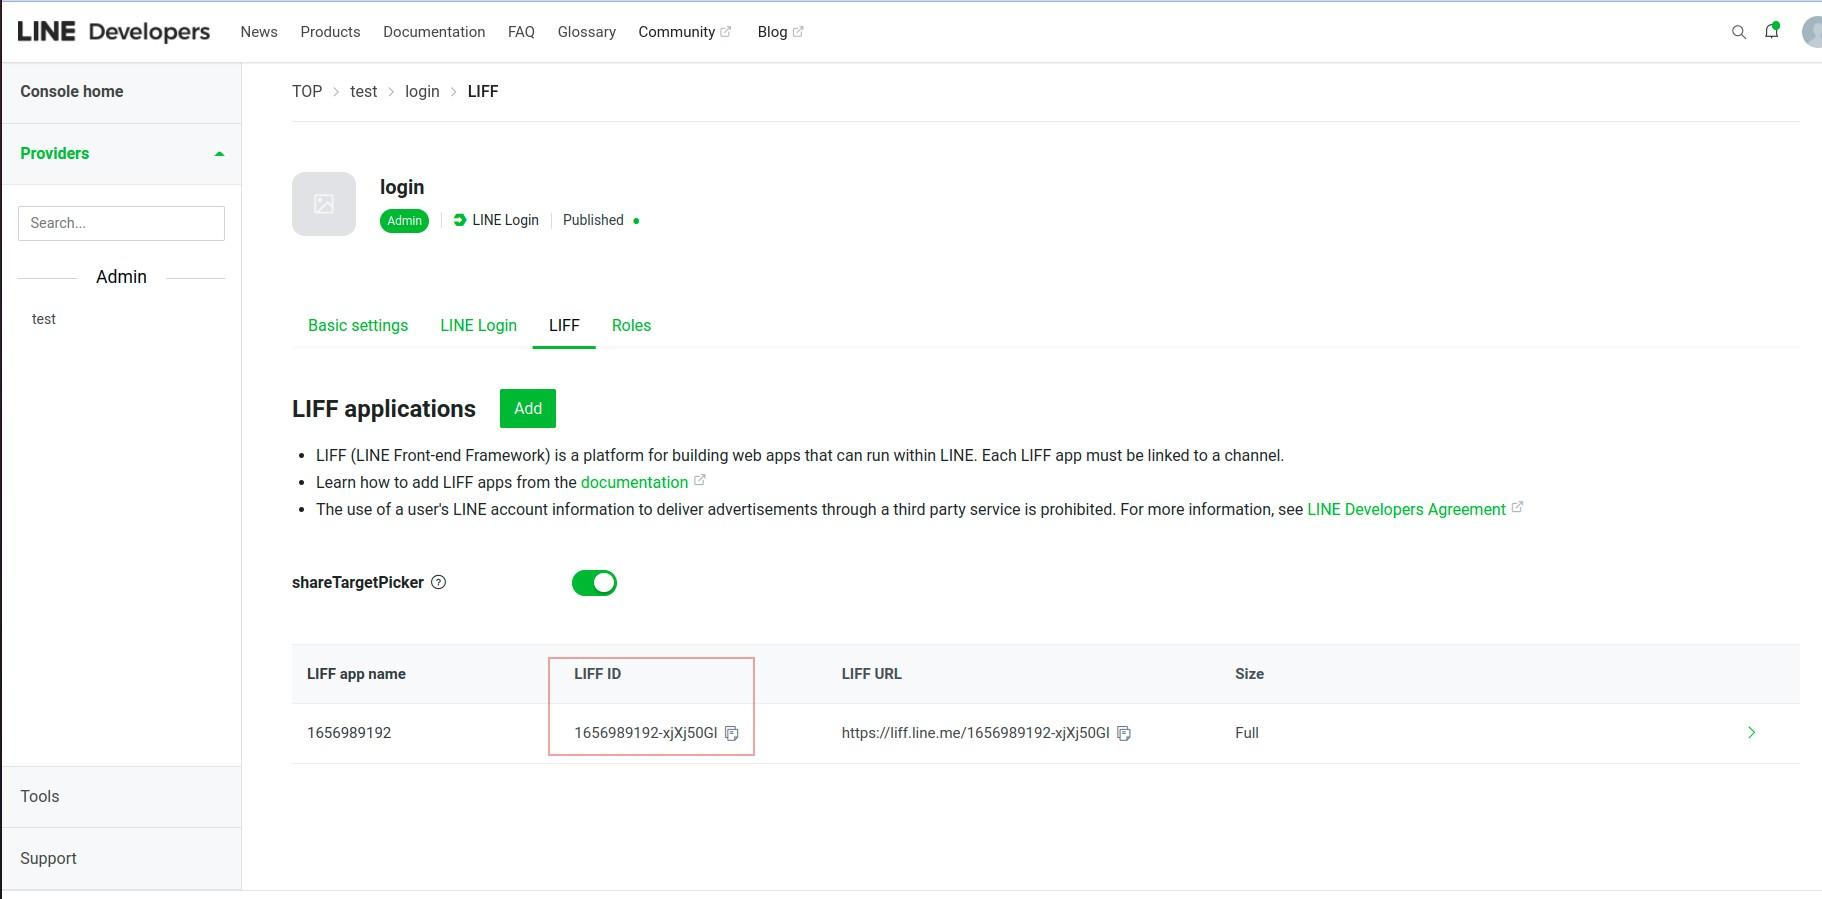 LINE Developers News Products Documentation FAQ Glossary Community Blog
Console home
Providers
Search...
Admin
test
Tools
Support
TOP > test > login > LIFF
login
Admin LINE Login Published
Basic settings LINE Login LIFF Roles
LIFF applications Add
• LIFF (LINE Front-end Framework) is a platform for building web apps that can run within LINE. Each LIFF app must be linked to a channel.
• Learn how to add LIFF apps from the documentation
• The use of a user's LINE account information to deliver advertisements through a third party service is prohibited. For more information, see LINE Developers Agreement
shareTargetPicker ?
LIFF app name LIFF ID LIFF URL Size
1656989192 1656989192-xjXj50Gl https://liff.line.me/1656989192-xjXj50Gl Full